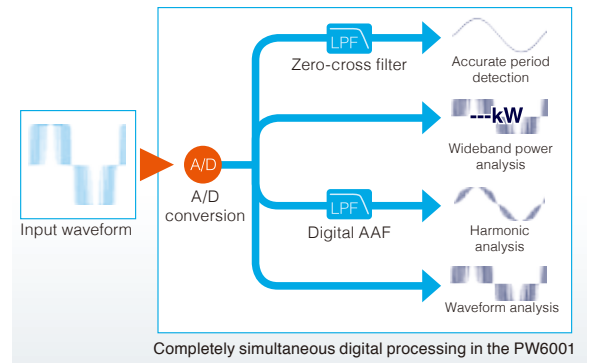 LPF
Zero-cross filter
Accurate period
detection
---kW
Wideband power
analysis
A/D
A/D
conversion
Input waveform
LPF
Digital AAF
Harmonic
analysis
Waveform analysis
Completely simultaneous digital processing in the PW6001